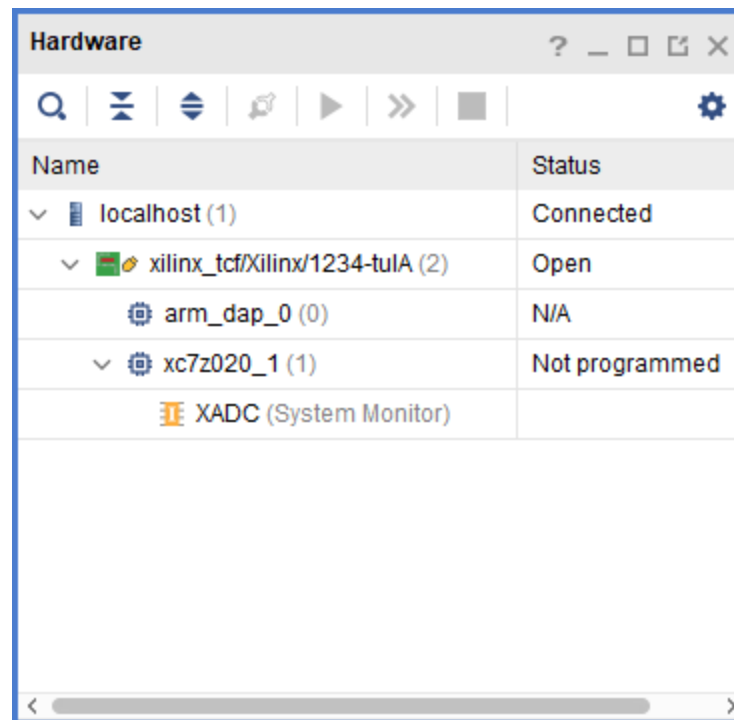 Hardware
Name Status
localhost (1) Connected
xilinx_tcf/Xilinx/1234-tulA (2) Open
arm_dap_0 (0) N/A
xc7z020_1 (1) Not programmed
XADC (System Monitor)